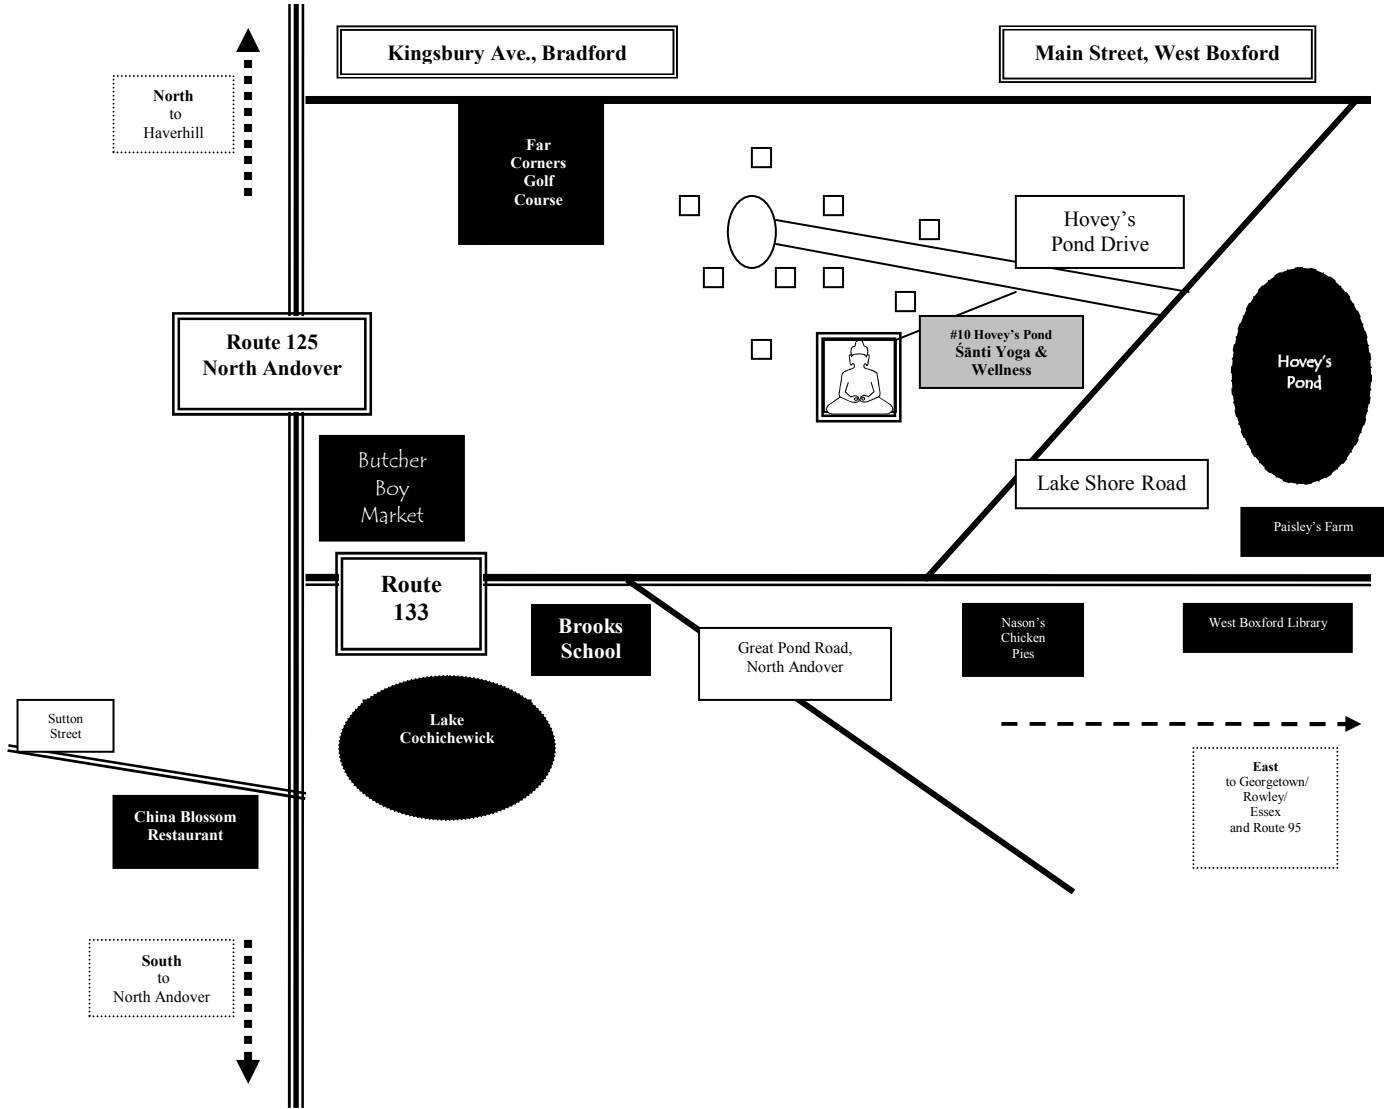 Kingsbury Ave., Bradford
Main Street, West Boxford
North
to
Haverhill
Far
Corners
Golf
Course
Hovey’s
Pond Drive
Route 125
North Andover
#10 Hovey’s Pond
Śānti Yoga &
Wellness
Hovey’s
Pond
Butcher
Boy
Market
Lake Shore Road
Paisley’s Farm
Route
133
Brooks
School
Nason’s
Chicken
Pies
West Boxford Library
Great Pond Road,
North Andover
Sutton
Street
Lake
Cochichewick
East
to Georgetown/
Rowley/
Essex
and Route 95
China Blossom
Restaurant
South
to
North Andover